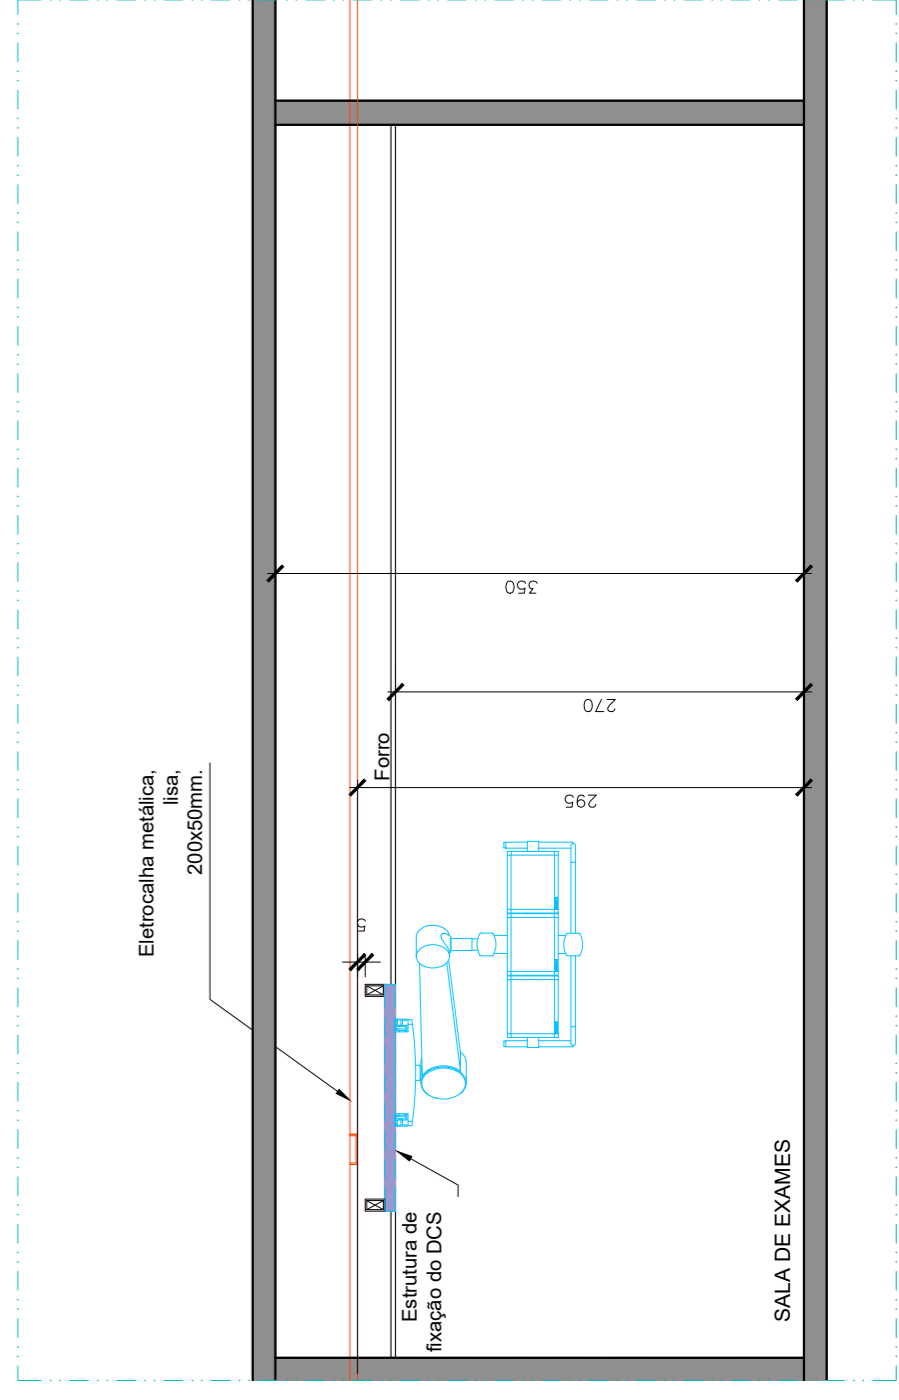 Eletrocalha metálica,
lisa,
200x50mm.
Forro
350
270
295
5
Estrutura de
fixação do DCS
SALA DE EXAMES